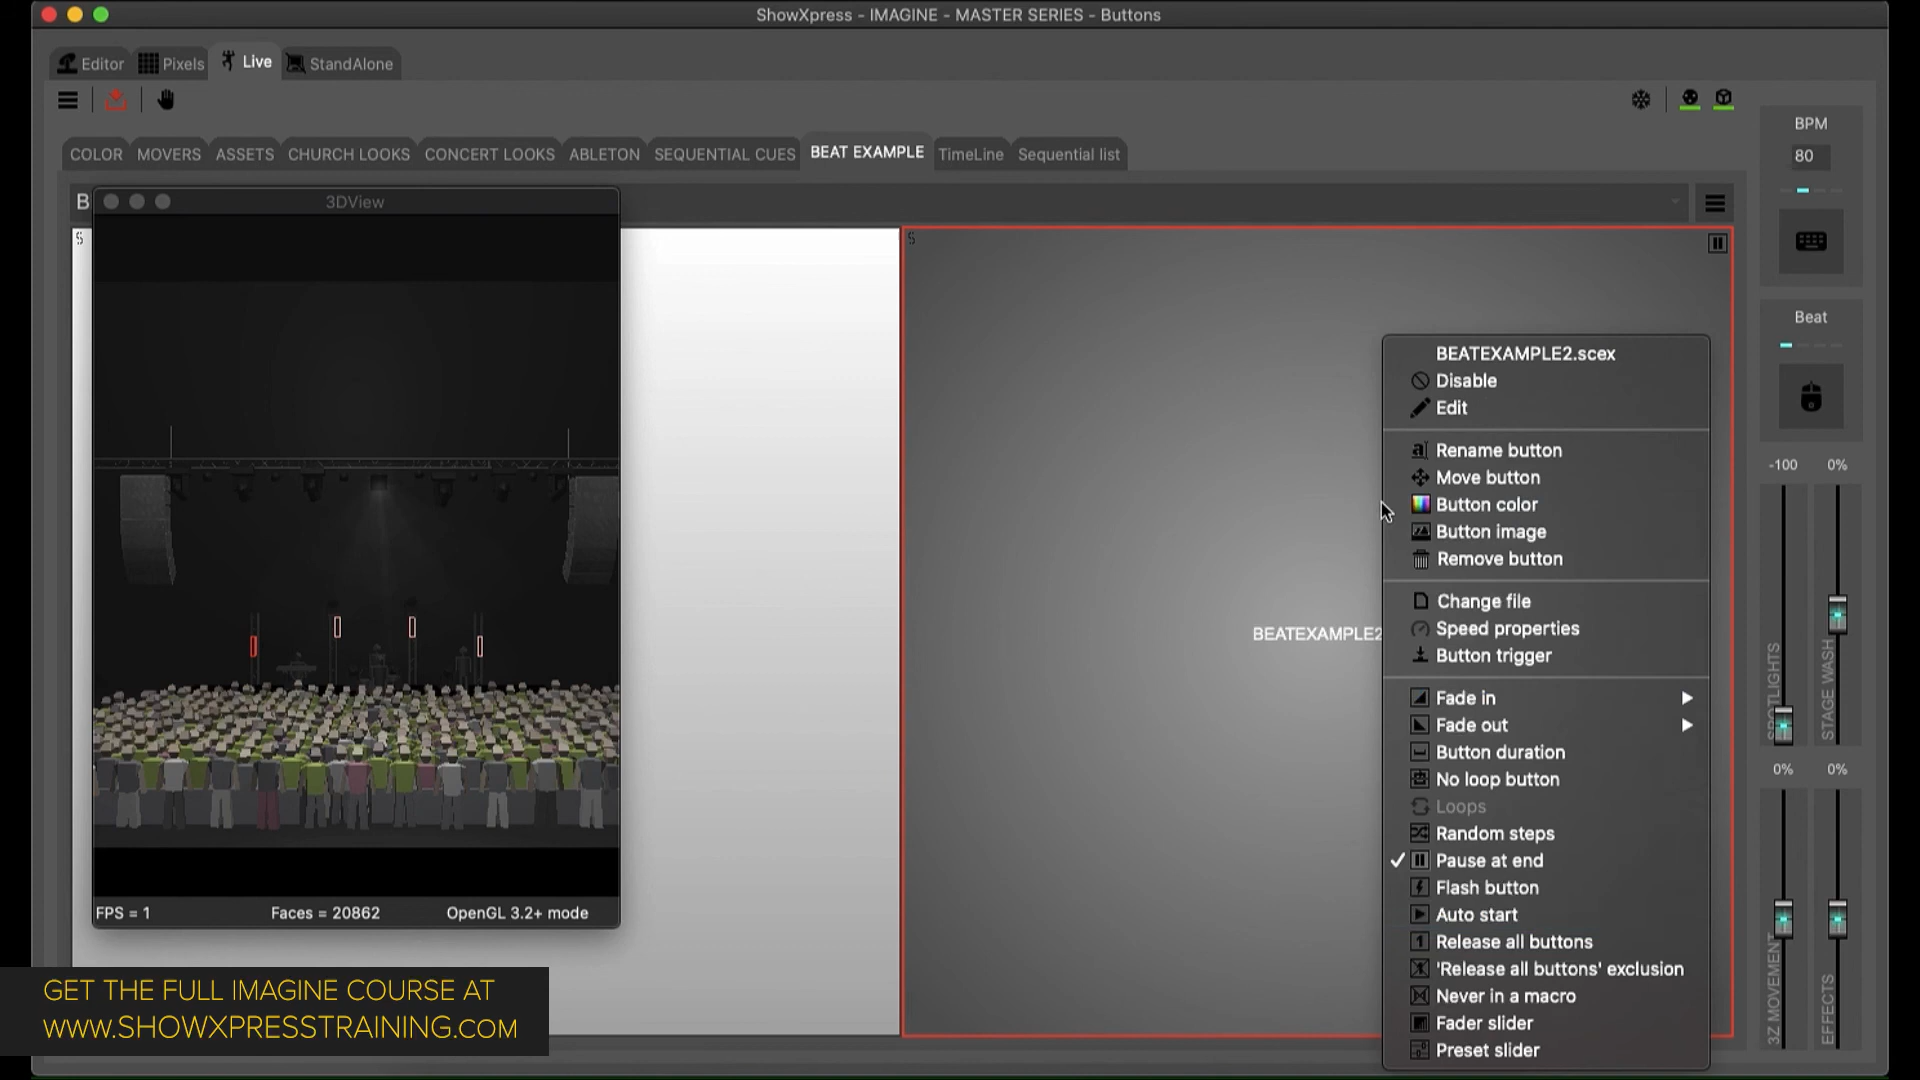 ShowXpress - IMAGINE - MASTER SERIES - Buttons
Editor
Pixels
Live
StandAlone
COLOR
MOVERS
ASSETS
CHURCH LOOKS
CONCERT LOOKS
ABLETON
SEQUENTIAL CUES
BEAT EXAMPLE
TimeLine
Sequential list
BPM
80
Beat
-100
0%
SPOTLIGHTS
STAGE WASH
0%
0%
3Z MOVEMENT
EFFECTS
B
3DView
S
FPS = 1
Faces = 20862
OpenGL 3.2+ mode
S
BEATEXAMPLE2
BEATEXAMPLE2.scex
Disable
Edit
Rename button
Move button
Button color
Button image
Remove button
Change file
Speed properties
Button trigger
Fade in
Fade out
Button duration
No loop button
Loops
Random steps
Pause at end
Flash button
Auto start
Release all buttons
'Release all buttons' exclusion
Never in a macro
Fader slider
Preset slider
GET THE FULL IMAGINE COURSE AT
WWW.SHOWXPRESSTRAINING.COM